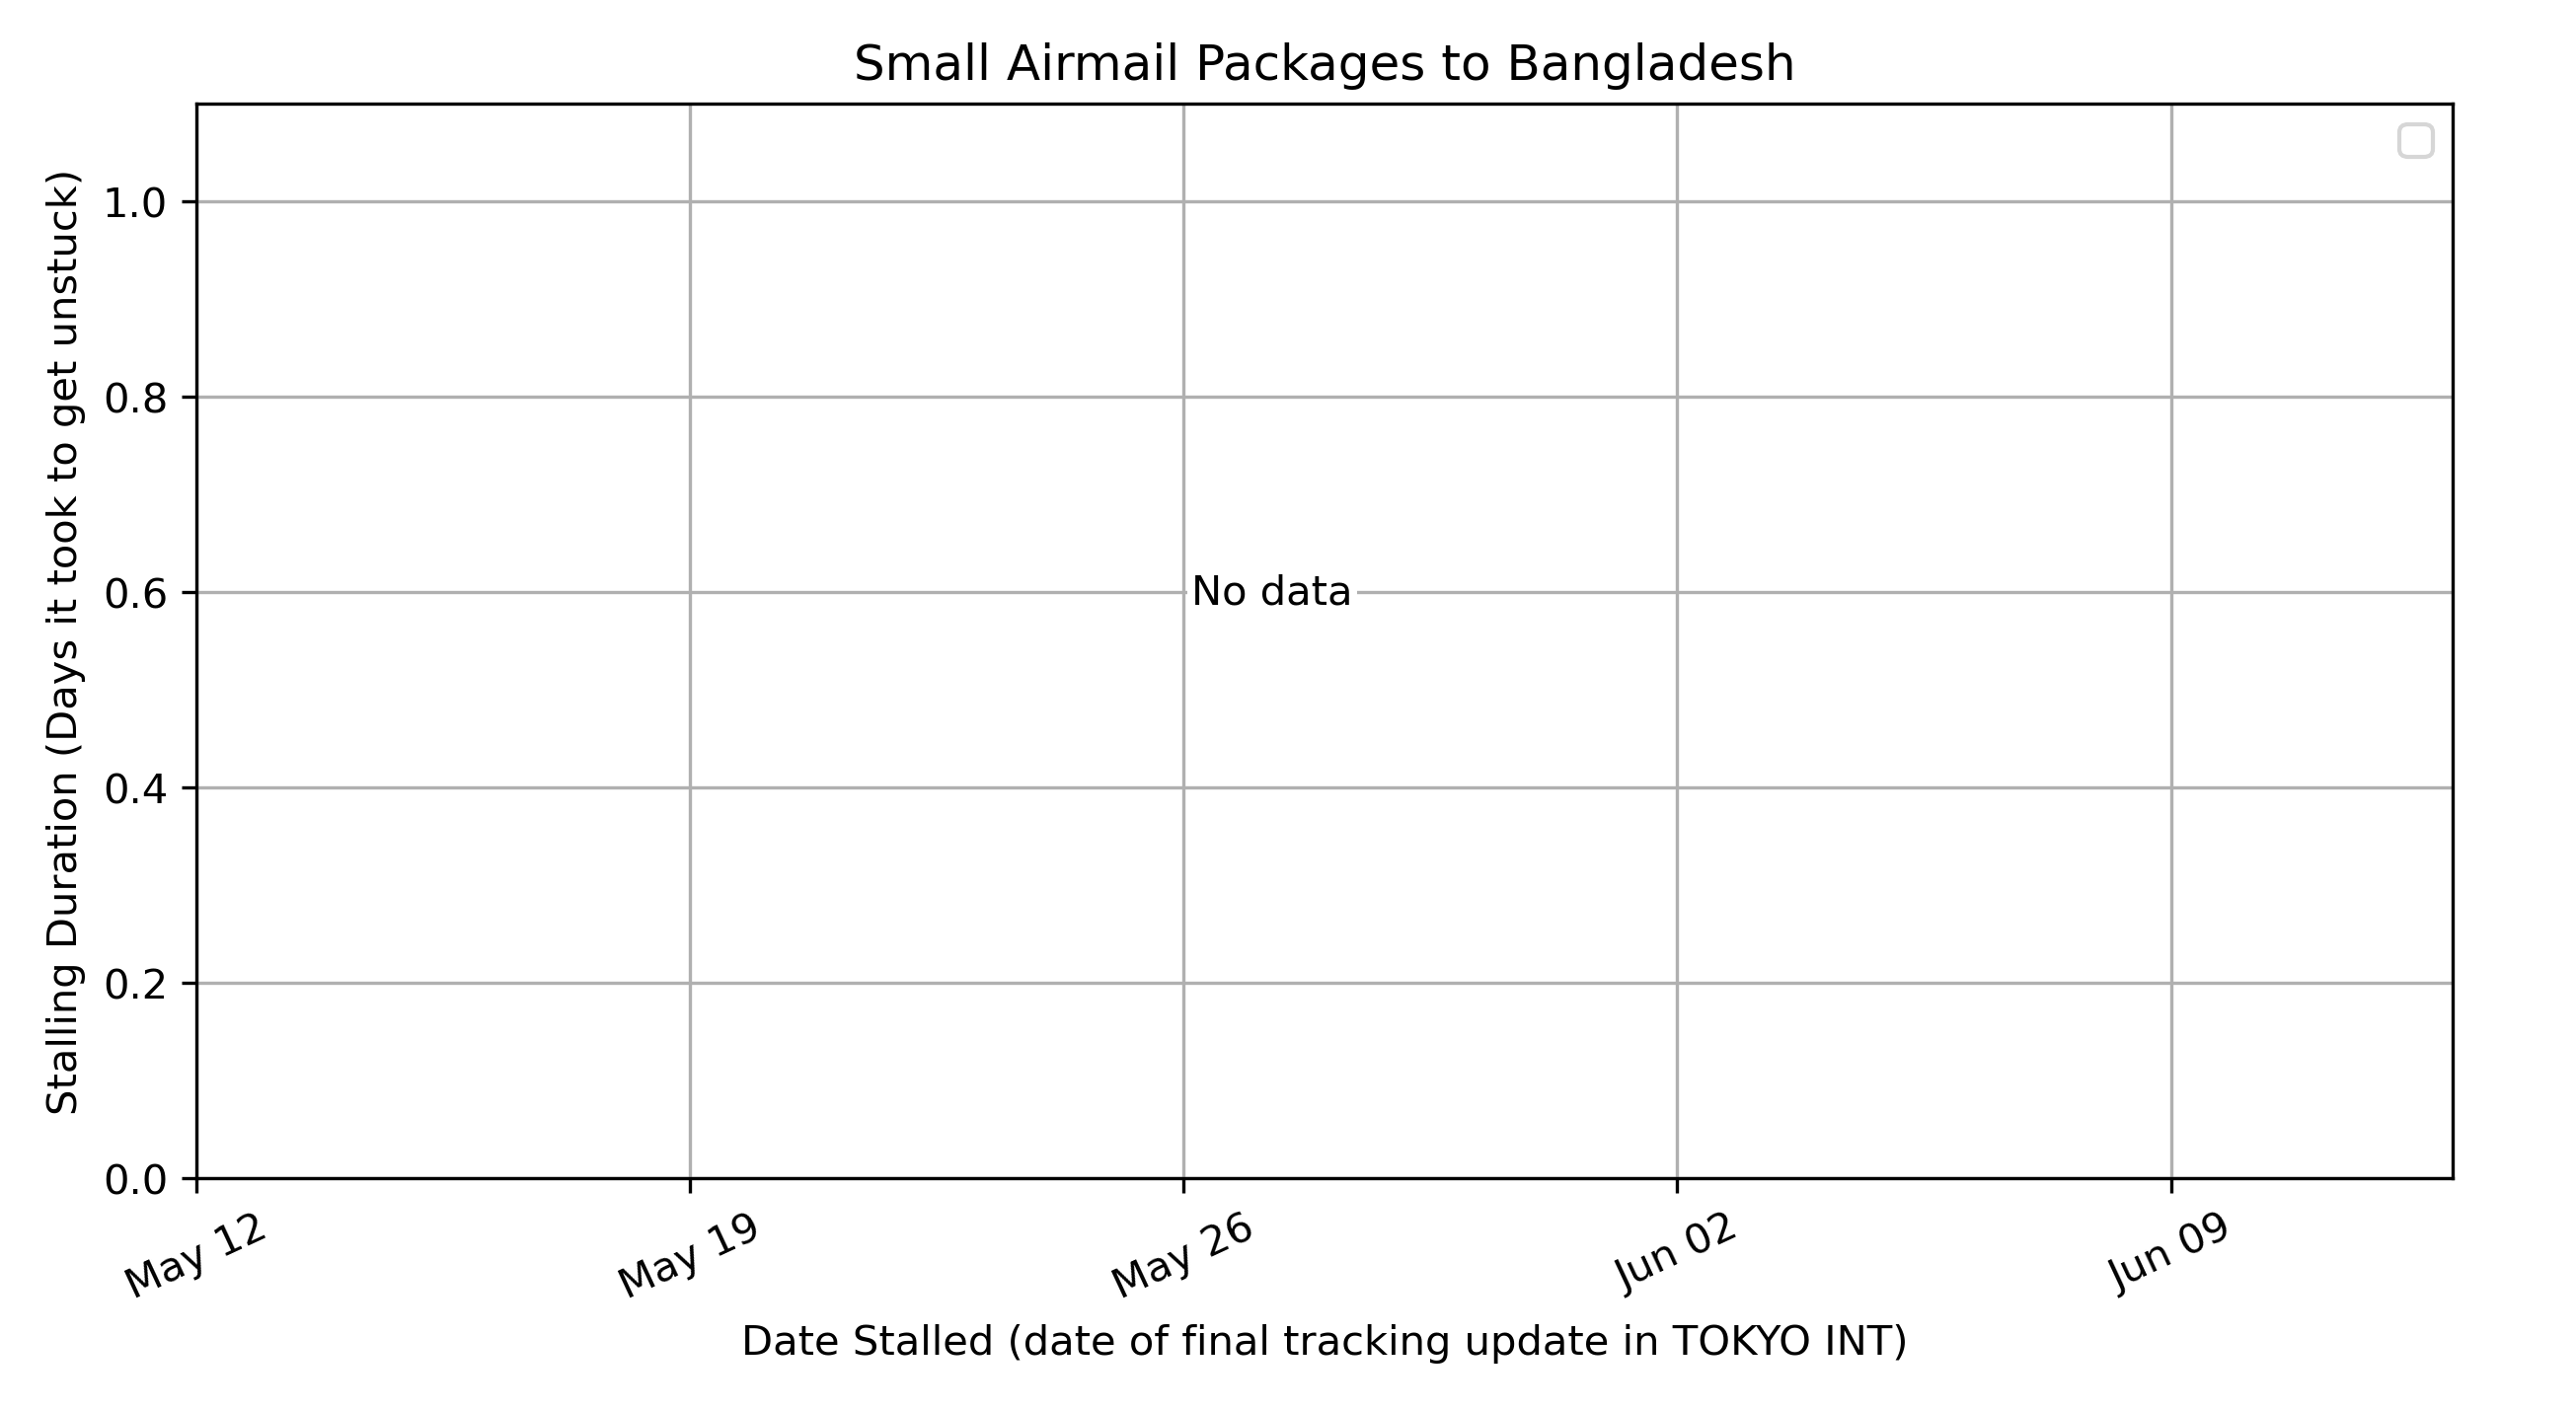 Small Airmail Packages to Bangladesh
Stalling Duration (Days it took to get unstuck)
1.0
0.8
0.6
0.4
0.2
0.0
No data
May 12
May 19
May 26
Jun 02
Jun 09
Date Stalled (date of final tracking update in TOKYO INT)